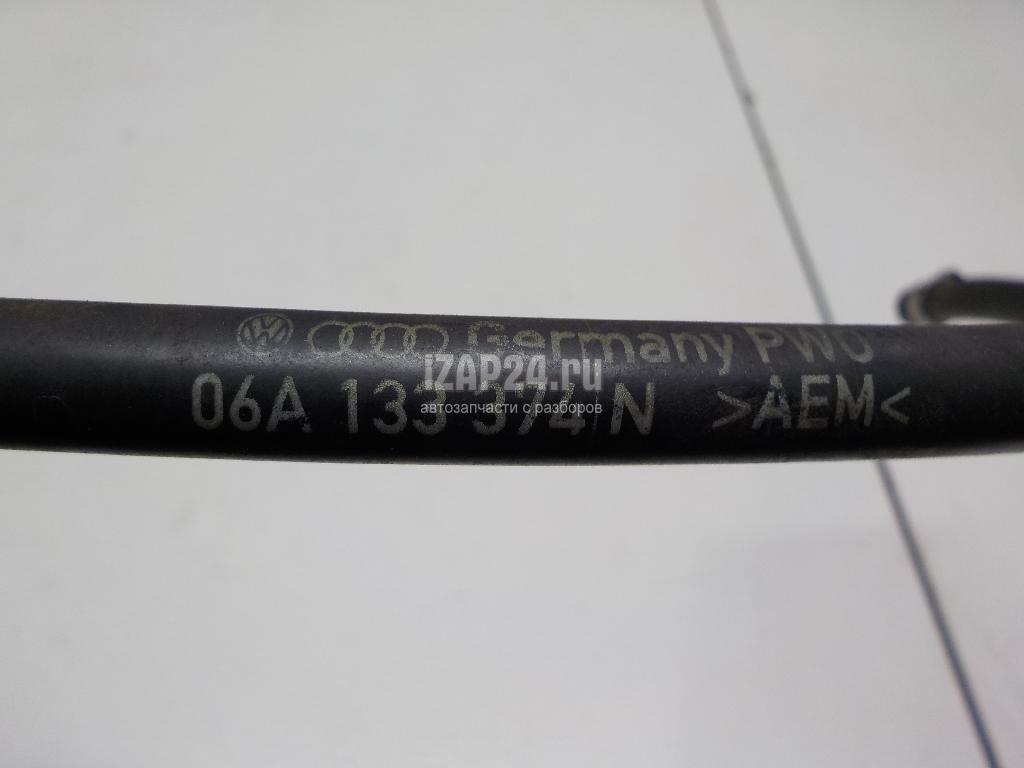 Germany PWO
06A 133 374 N >AEM<
iZAP24.ru
автозапчасти с разборов